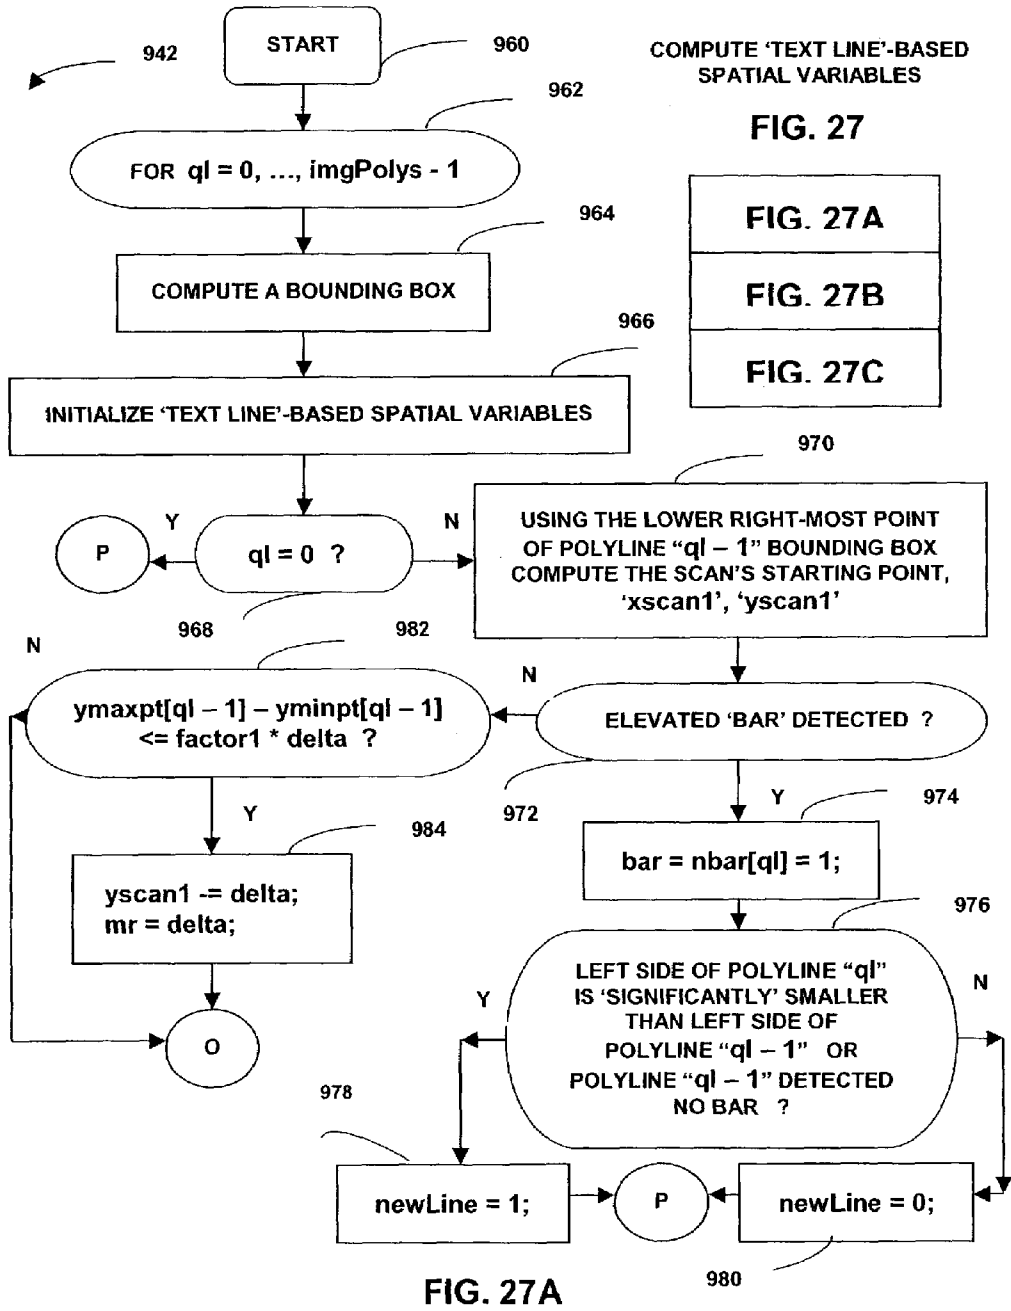 942
START
960
COMPUTE ‘TEXT LINE’-BASED
SPATIAL VARIABLES
FIG. 27
FIG. 27A
FIG. 27B
FIG. 27C
962
FOR ql = 0, ..., imgPolys - 1
964
COMPUTE A BOUNDING BOX
966
INITIALIZE ‘TEXT LINE’-BASED SPATIAL VARIABLES
P
Y
ql = 0 ?
N
968
970
USING THE LOWER RIGHT-MOST POINT
OF POLYLINE “ql – 1” BOUNDING BOX
COMPUTE THE SCAN’S STARTING POINT,
‘xscan1’, ‘yscan1’
N
982
ymaxpt[ql – 1] – yminpt[ql – 1]
<= factor1 * delta ?
N
ELEVATED ‘BAR’ DETECTED ?
972
Y
984
yscan1 -= delta;
mr = delta;
O
Y
974
bar = nbar[ql] = 1;
976
LEFT SIDE OF POLYLINE “ql”
IS ‘SIGNIFICANTLY’ SMALLER
THAN LEFT SIDE OF
POLYLINE “ql – 1” OR
POLYLINE “ql – 1” DETECTED
NO BAR ?
Y
N
978
newLine = 1;
P
newLine = 0;
980
FIG. 27A